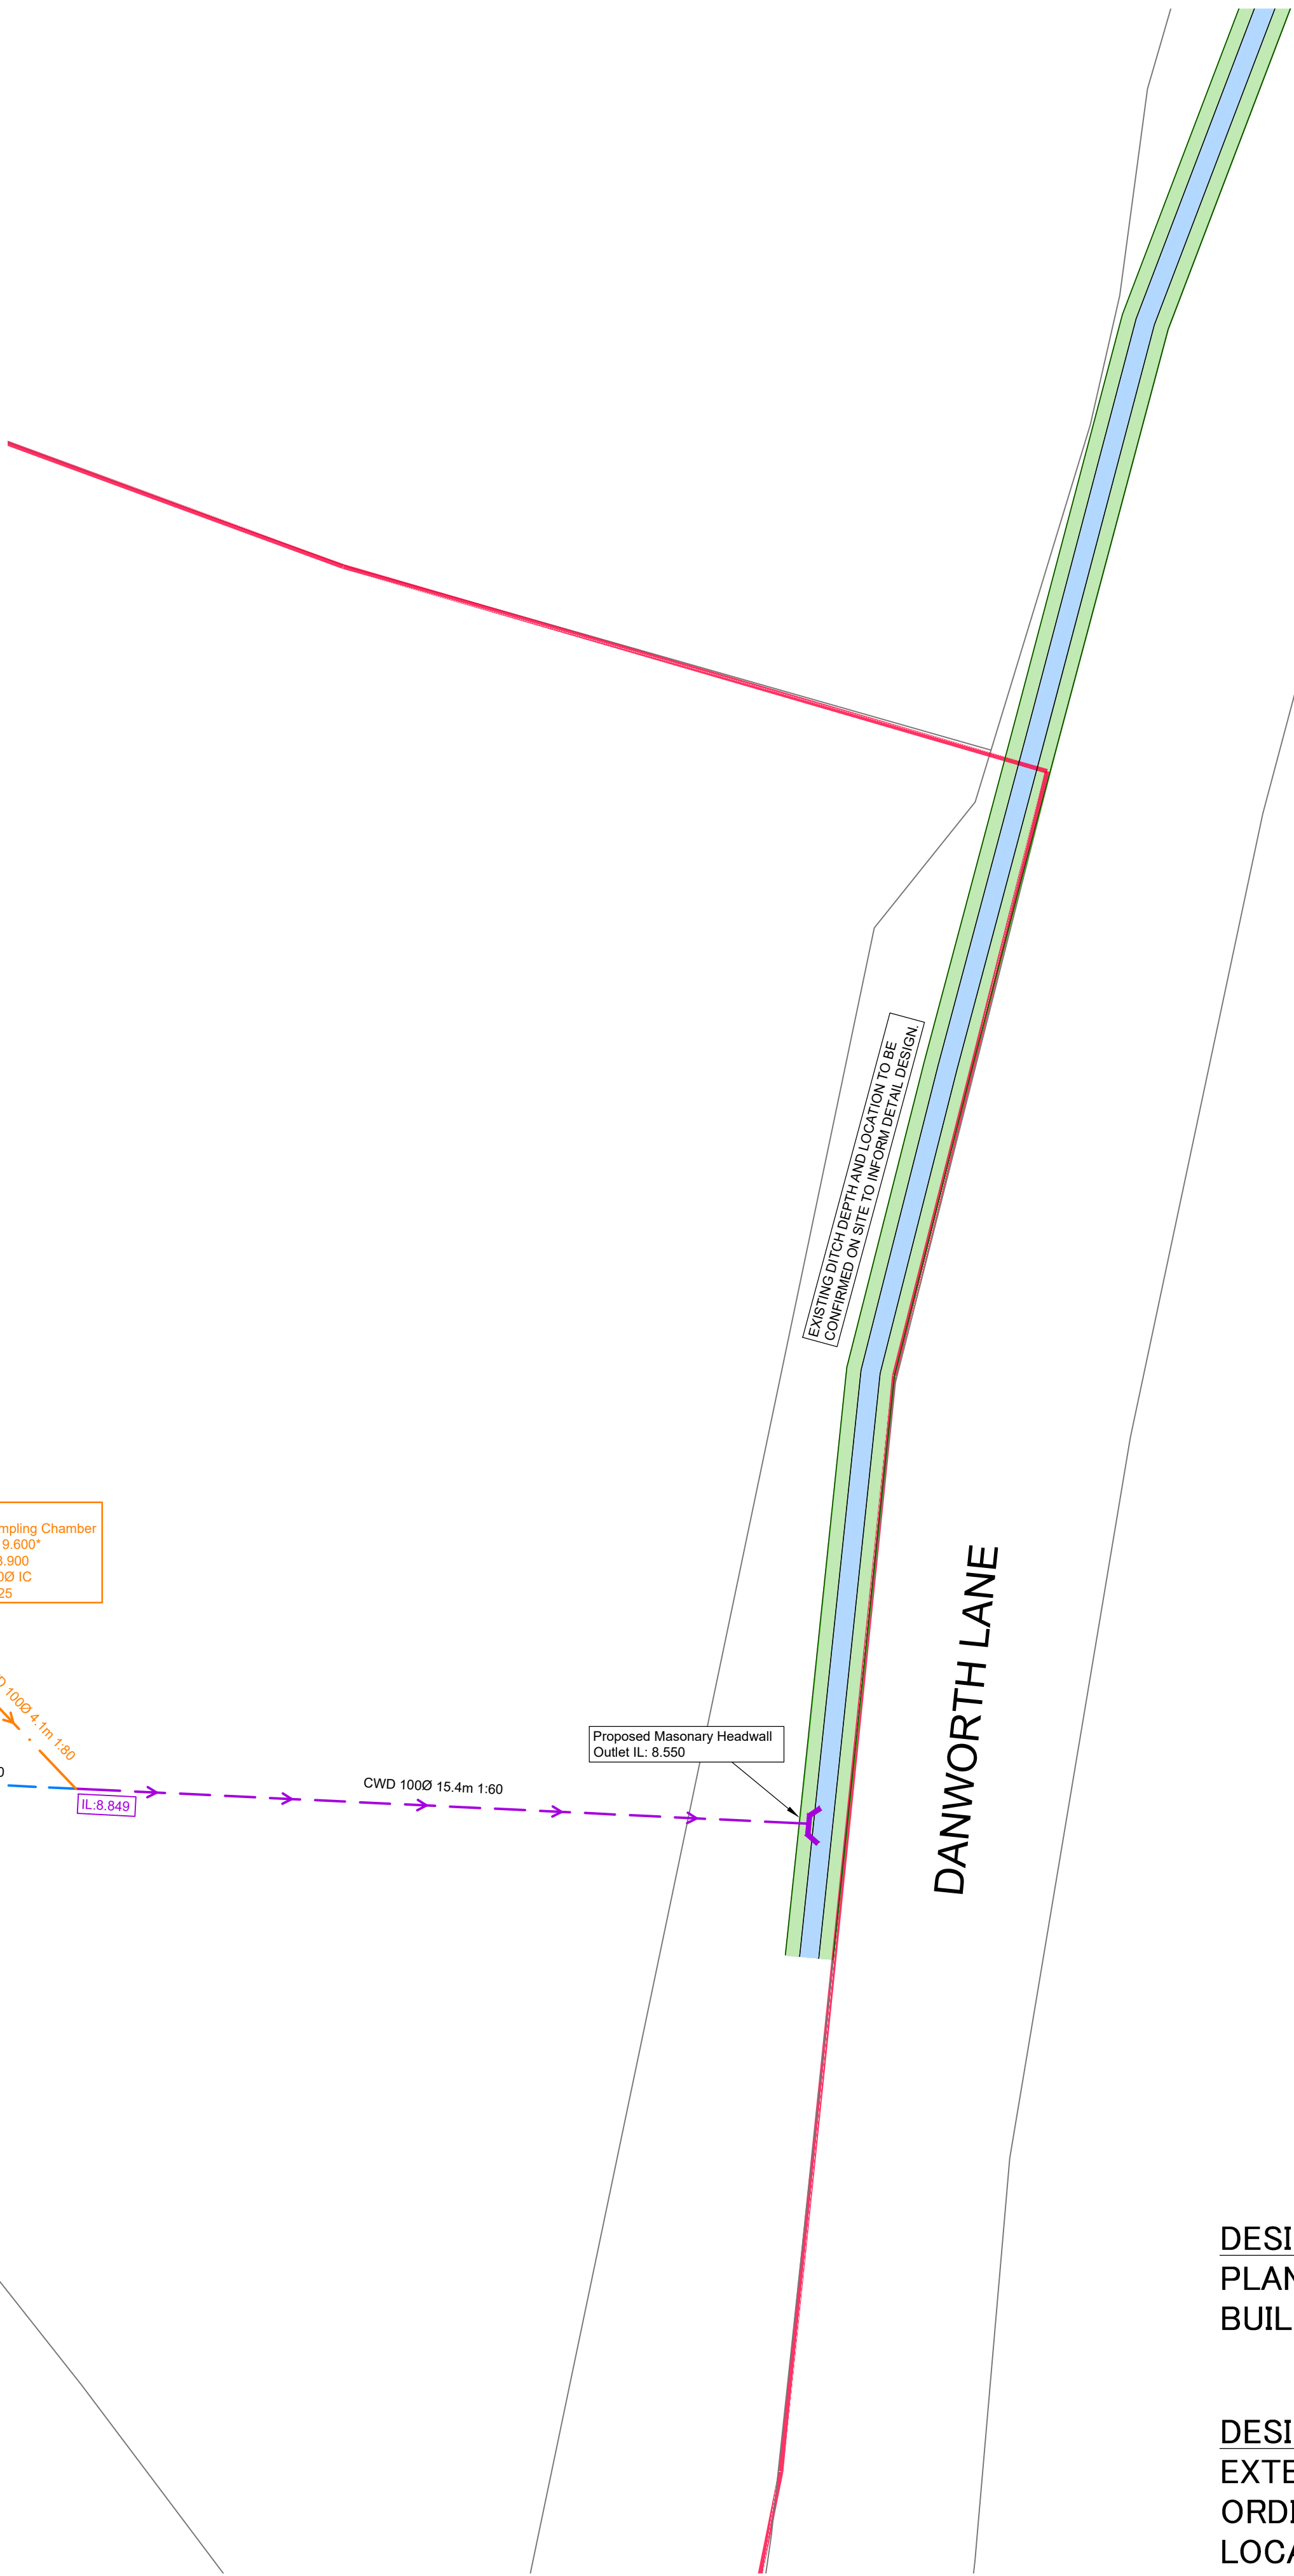 EXISTING DITCH DEPTH AND LOCATION TO BE
CONFIRMED ON SITE TO INFORM DETAIL DESIGN.
mpling Chamber
9.600*
.900
0Ø IC
25
100Ø 4.1m 1:80
0
IL:8.849
CWD 100Ø 15.4m 1:60
Proposed Masonary Headwall
Outlet IL: 8.550
DANWORTH LANE
DESI
PLAN
BUIL
DESI
EXTE
ORDI
LOCA